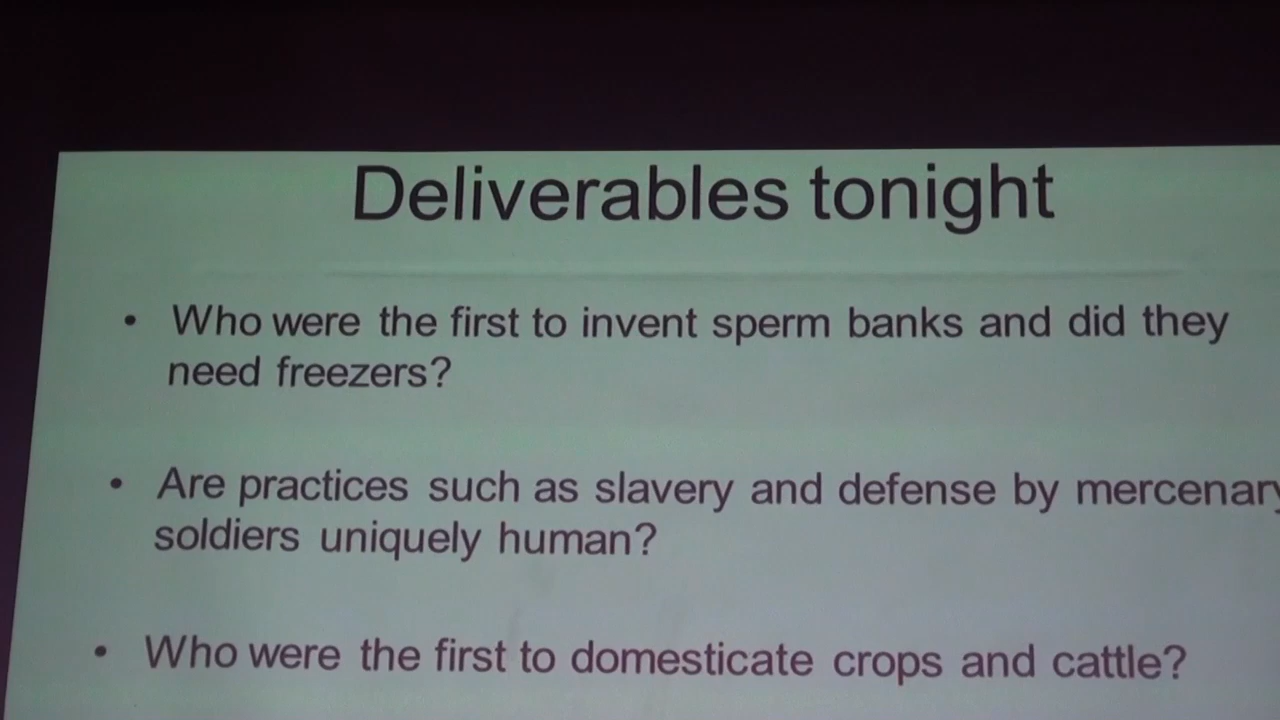 Deliverables tonight
• Who were the first to invent sperm banks and did they
need freezers?
• Are practices such as slavery and defense by mercenary
soldiers uniquely human?
• Who were the first to domesticate crops and cattle?